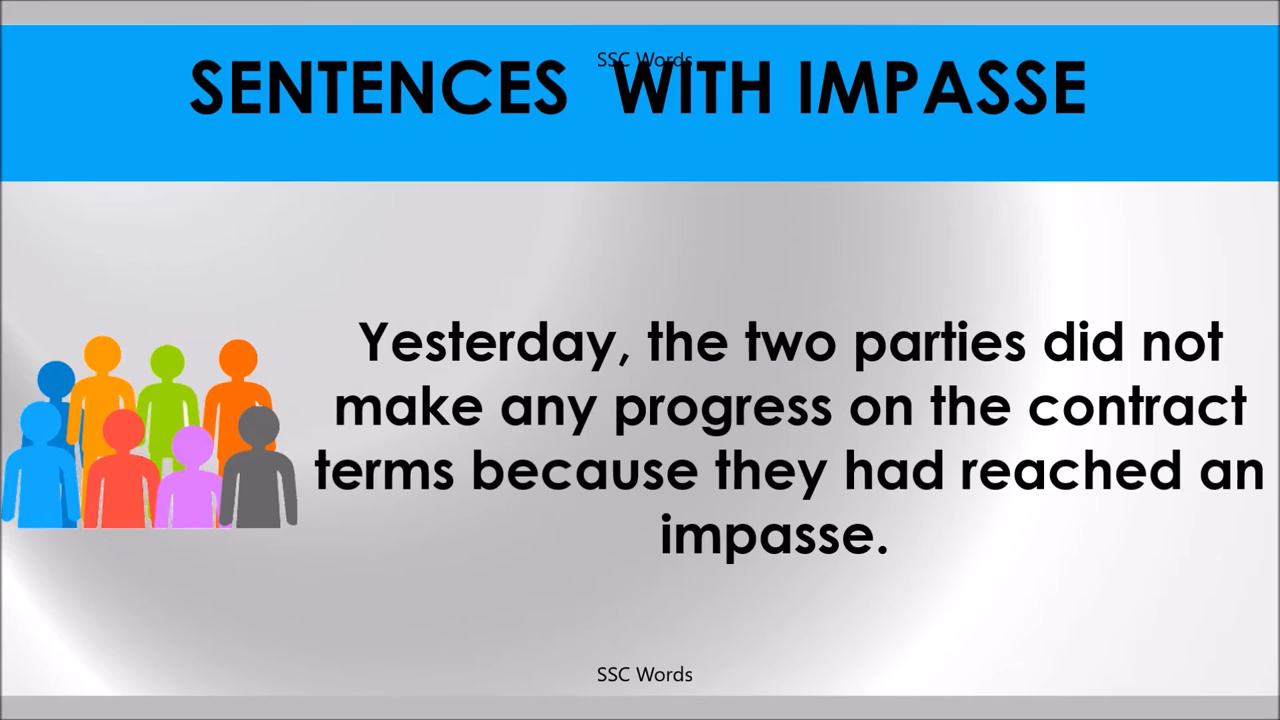 SSC Words
SENTENCES WITH IMPASSE
Yesterday, the two parties did not
make any progress on the contract
terms because they had reached an
impasse.
SSC Words